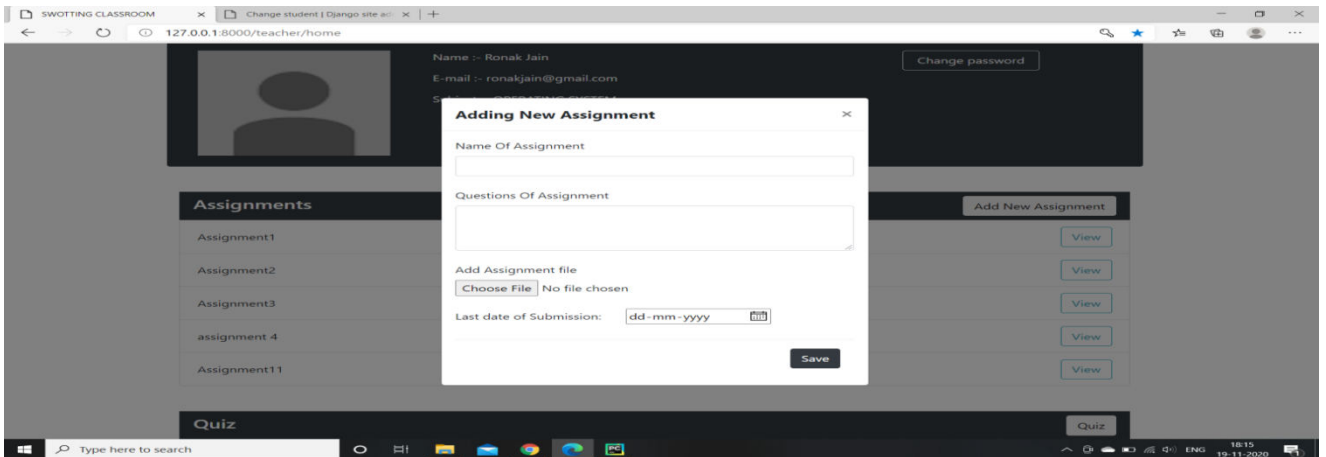 SWOTTING CLASSROOM
Change student | Django site ad
127.0.0.1:8000/teacher/home
Name :- Ronak Jain
Change password
E-mail :- ronakjain@gmail.com
Adding New Assignment
Name Of Assignment
Questions Of Assignment
Assignments
Add New Assignment
Assignment1 View
Assignment2 View
Add Assignment file
Choose File No file chosen
Assignment3 View
Last date of Submission: dd-mm-yyyy
assignment 4 View
Save
Assignment11 View
Quiz Quiz
Type here to search
PC
ENG
18:15
19-11-2020